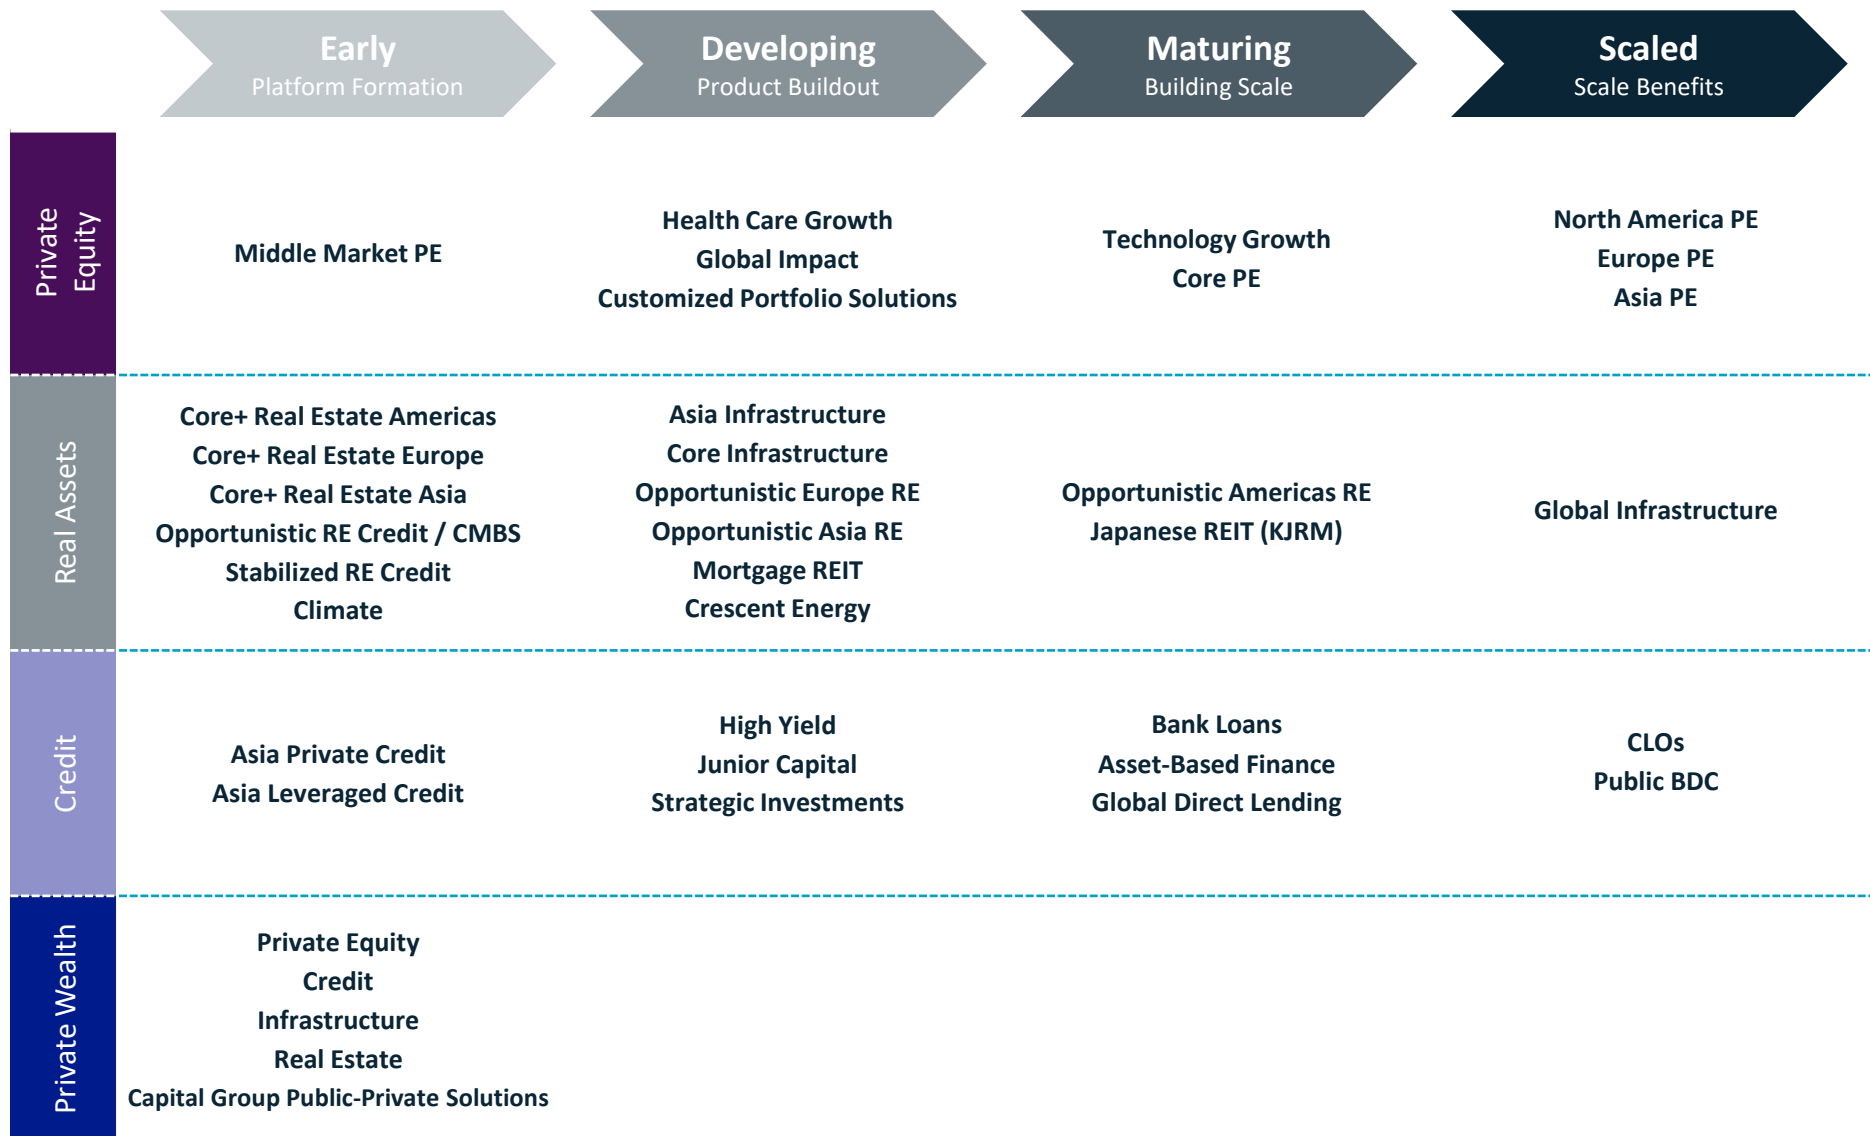 Early
Platform Formation
Developing
Product Buildout
Maturing
Building Scale
Scaled
Scale Benefits
Private
Equity
Middle Market PE
Health Care Growth
Global Impact
Customized Portfolio Solutions
Technology Growth
Core PE
North America PE
Europe PE
Asia PE
Real Assets
Core+ Real Estate Americas
Core+ Real Estate Europe
Core+ Real Estate Asia
Opportunistic RE Credit / CMBS
Stabilized RE Credit
Climate
Asia Infrastructure
Core Infrastructure
Opportunistic Europe RE
Opportunistic Asia RE
Mortgage REIT
Crescent Energy
Opportunistic Americas RE
Japanese REIT (KJRM)
Global Infrastructure
Credit
Asia Private Credit
Asia Leveraged Credit
High Yield
Junior Capital
Strategic Investments
Bank Loans
Asset-Based Finance
Global Direct Lending
CLOs
Public BDC
Private Wealth
Private Equity
Credit
Infrastructure
Real Estate
Capital Group Public-Private Solutions